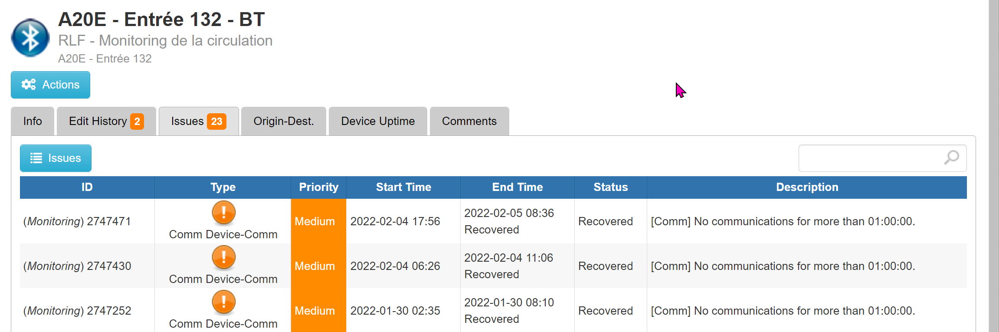 A20E - Entrée 132 - BT
RLF - Monitoring de la circulation
A20E - Entrée 132
Actions
Info Edit History 2 Issues 23 Origin-Dest. Device Uptime Comments
Issues
ID Type Priority Start Time End Time Status Description
(Monitoring) 2747471 Comm Device-Comm Medium 2022-02-04 17:56 2022-02-05 08:36 Recovered Recovered [Comm] No communications for more than 01:00:00.
(Monitoring) 2747430 Comm Device-Comm Medium 2022-02-04 06:26 2022-02-04 11:06 Recovered Recovered [Comm] No communications for more than 01:00:00.
(Monitoring) 2747252 Comm Device-Comm Medium 2022-01-30 02:35 2022-01-30 08:10 Recovered Recovered [Comm] No communications for more than 01:00:00.